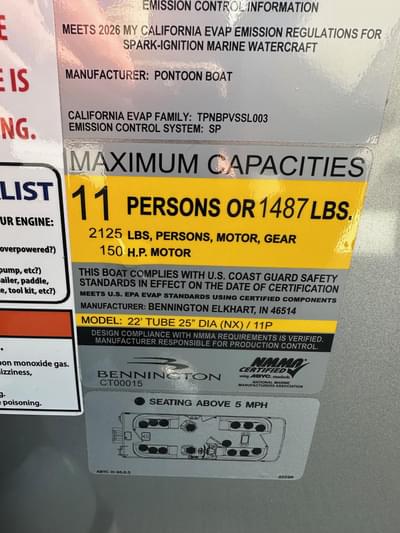 EMISSION CONTROL INFORMATION
MEETS 2026 MY CALIFORNIA EVAP EMISSION REGULATIONS FOR
SPARK-IGNITION MARINE WATERCRAFT
MANUFACTURER: PONTOON BOAT
CALIFORNIA EVAP FAMILY: TPNBPVSSL003
EMISSION CONTROL SYSTEM: SP
E IS
NG.
MAXIMUM CAPACITIES
11 PERSONS OR 1487 LBS.
2125 LBS, PERSONS, MOTOR, GEAR
150 H.P. MOTOR
THIS BOAT COMPLIES WITH U.S. COAST GUARD SAFETY
STANDARDS IN EFFECT ON THE DATE OF CERTIFICATION
MEETS U.S. EPA EVAP STANDARDS USING CERTIFIED COMPONENTS
MANUFACTURER: BENNINGTON ELKHART, IN 46514
MODEL: 22' TUBE 25" DIA (NX) / 11P
DESIGN COMPLIANCE WITH NMMA REQUIREMENTS IS VERIFIED.
MANUFACTURER RESPONSIBLE FOR PRODUCTION CONTROL.
BENNINGTON
CT00015
NMMA
CERTIFIED
using ABYC standards
NATIONAL MARINE
MANUFACTURERS ASSOCIATION
SEATING ABOVE 5 MPH
LIST
UR ENGINE:
overpowered?)
pump, etc?)
ailer, paddle,
e, tool kit, etc?)
on monoxide gas.
izziness,
e poisoning.